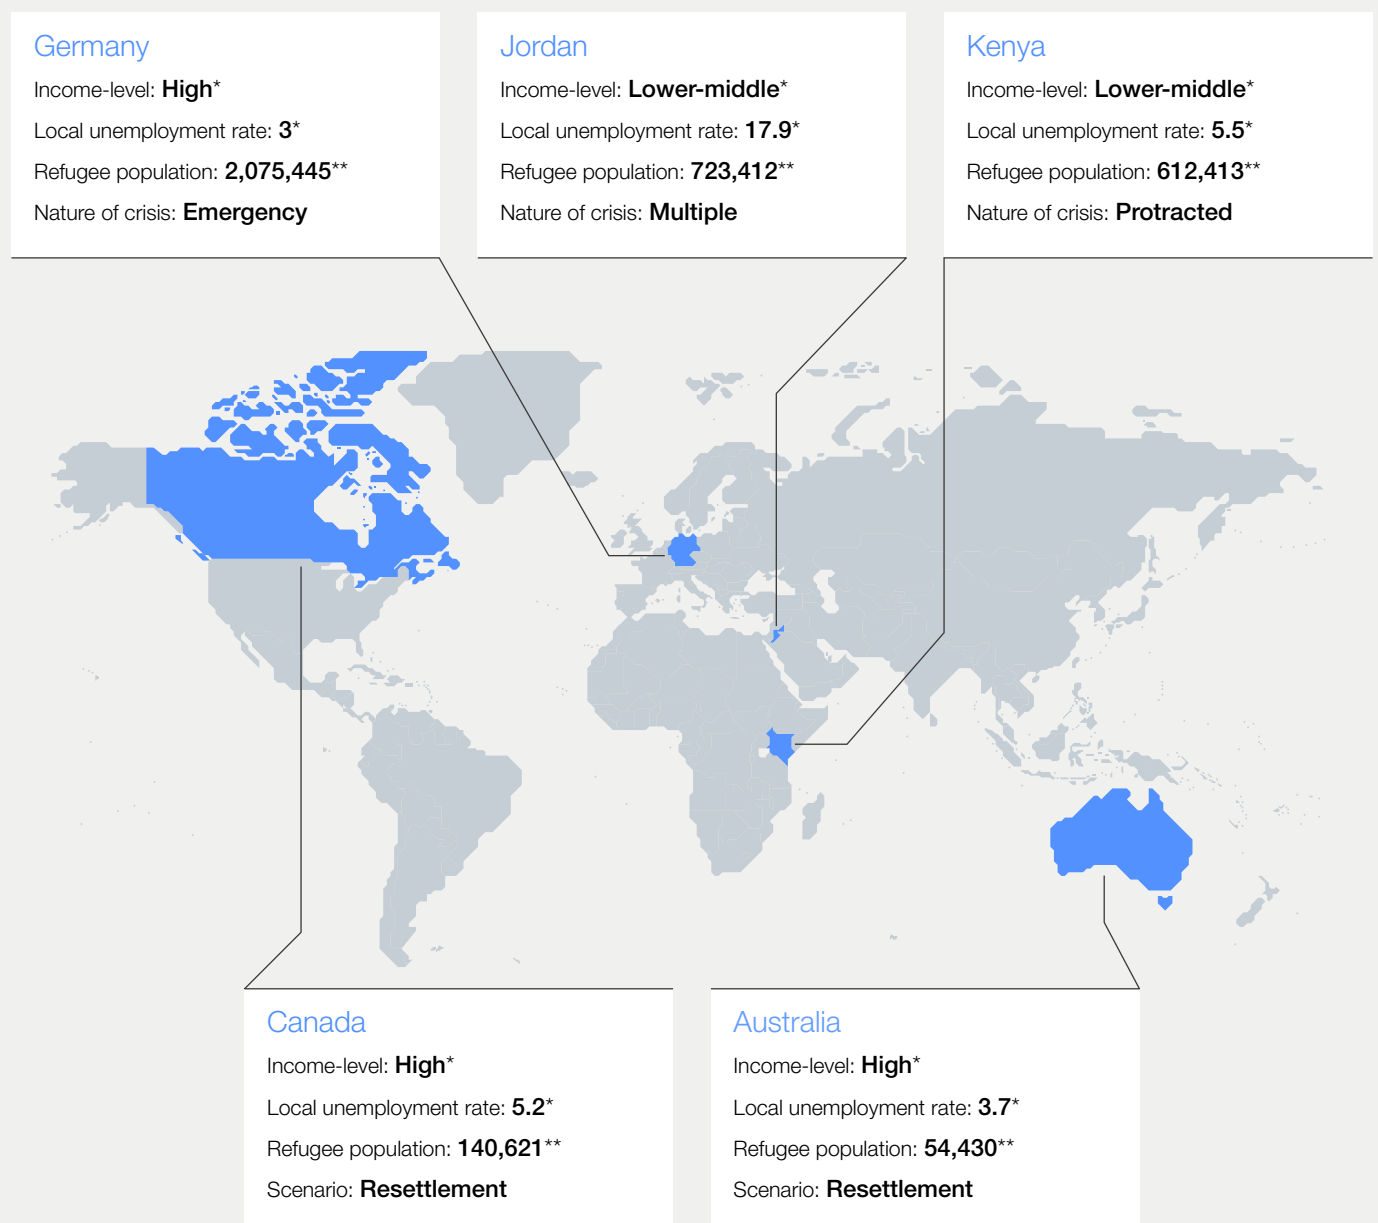 Germany
Income-level: High*
Local unemployment rate: 3*
Refugee population: 2,075,445**
Nature of crisis: Emergency
Jordan
Income-level: Lower-middle*
Local unemployment rate: 17.9*
Refugee population: 723,412**
Nature of crisis: Multiple
Kenya
Income-level: Lower-middle*
Local unemployment rate: 5.5*
Refugee population: 612,413**
Nature of crisis: Protracted
Canada
Income-level: High*
Local unemployment rate: 5.2*
Refugee population: 140,621**
Scenario: Resettlement
Australia
Income-level: High*
Local unemployment rate: 3.7*
Refugee population: 54,430**
Scenario: Resettlement